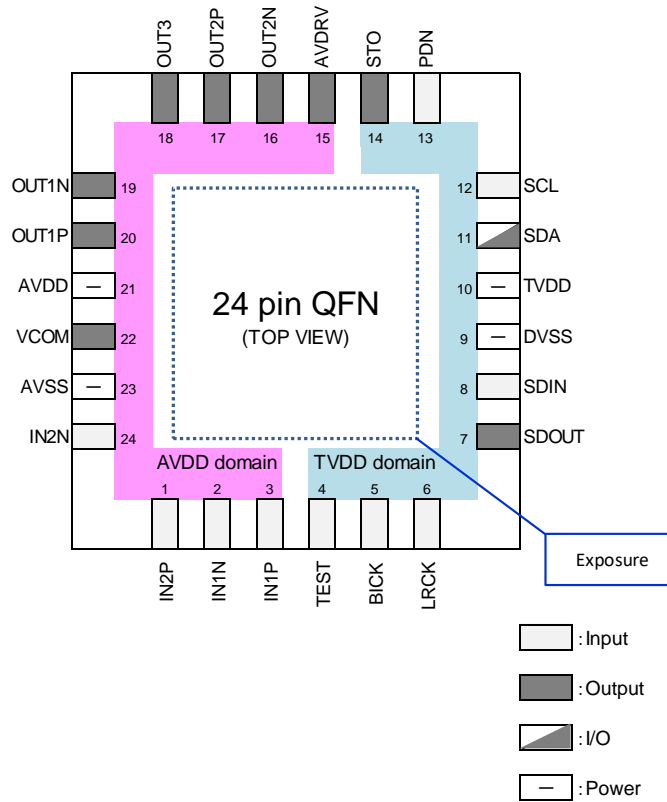 OUT3
OUT2P
OUT2N
AVDRV
STO
PDN
18
17
16
15
14
13
OUT1N 19
OUT1P 20
AVDD – 21
VCOM 22
AVSS – 23
IN2N 24
12 SCL
11 SDA
10 – TVDD
9 – DVSS
8 SDIN
7 SDOUT
24 pin QFN
(TOP VIEW)
AVDD domain
TVDD domain
1
2
3
4
5
6
IN2P
IN1N
IN1P
TEST
BICK
LRCK
Exposure
: Input
: Output
: I/O
– : Power